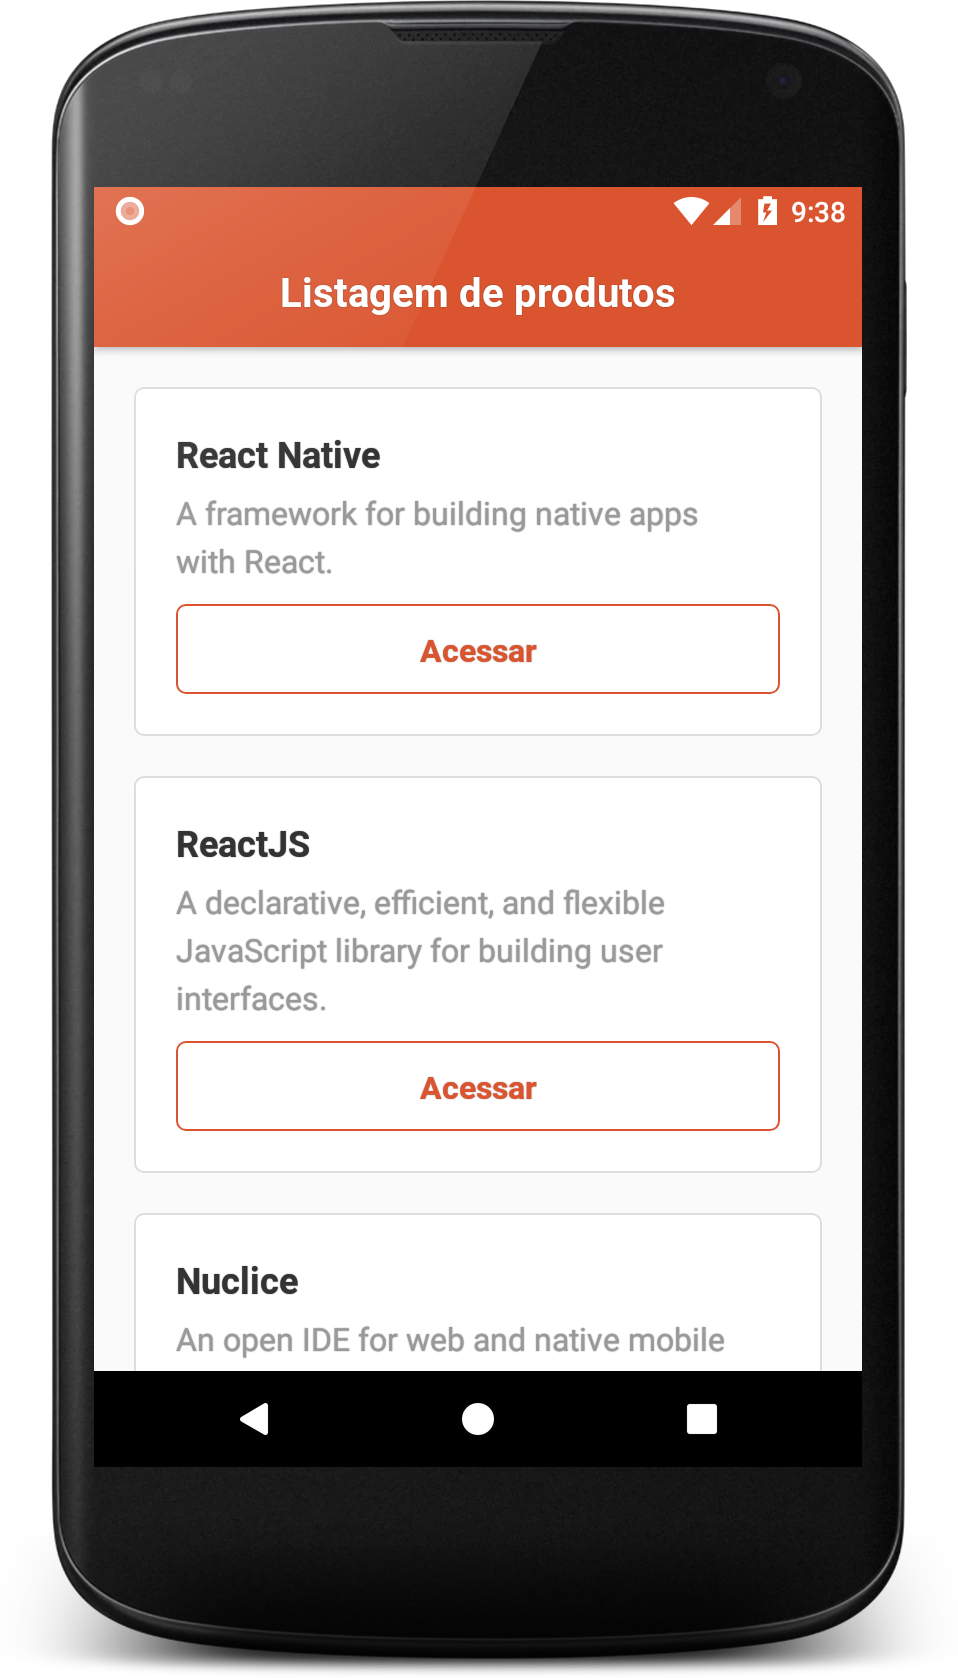 9:38
Listagem de produtos
React Native
A framework for building native apps
with React.
Acessar
ReactJS
A declarative, efficient, and flexible
JavaScript library for building user
interfaces.
Acessar
Nuclice
An open IDE for web and native mobile